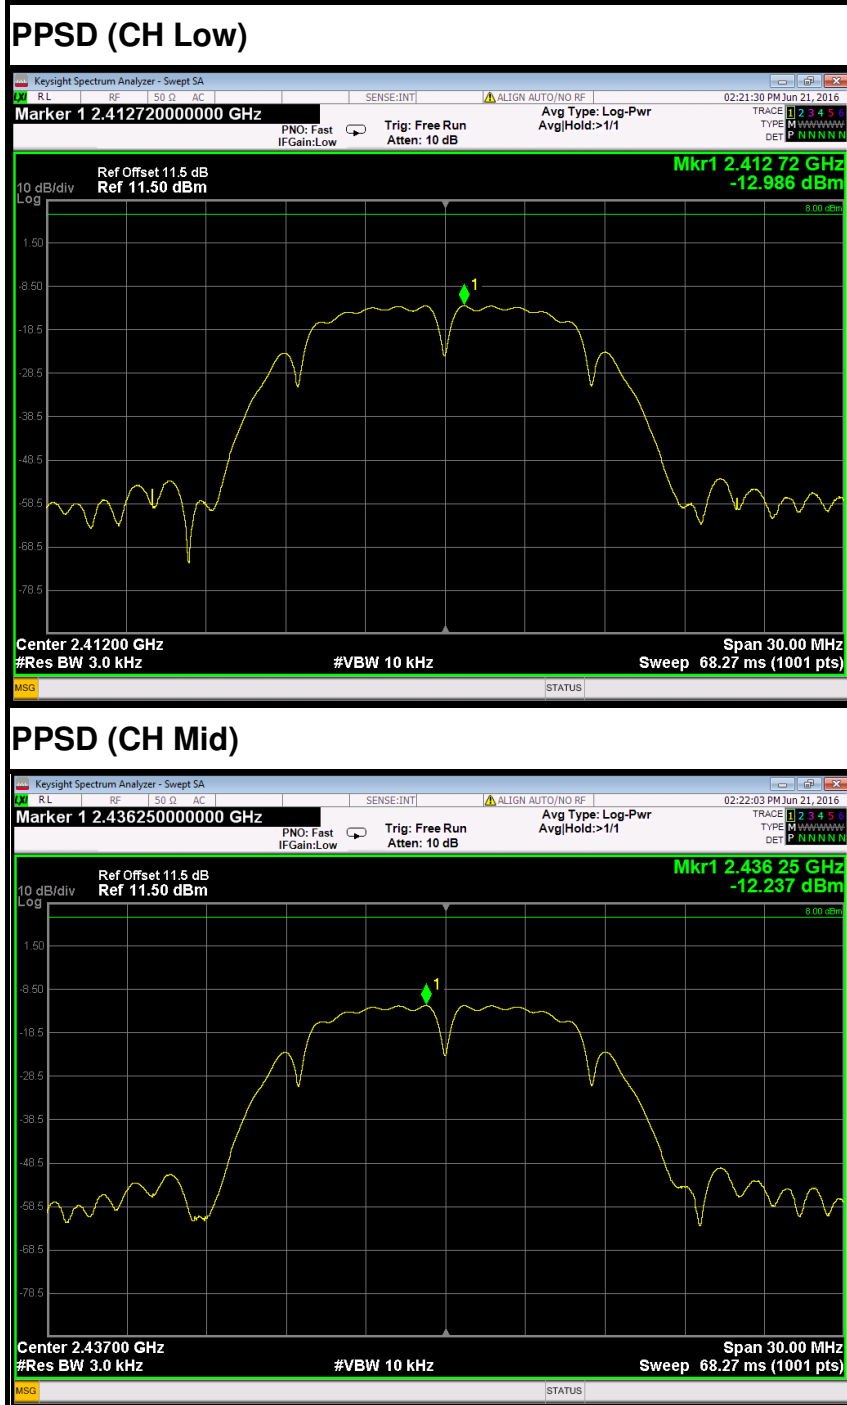 PPSD (CH Low)
Keysight Spectrum Analyzer - Swept SA
LXI RL RF 50 Ω AC SENSE:INT ALIGN AUTO/NO RF 02:21:30 PM Jun 21, 2016
Marker 1 2.412720000000 GHz
PNO: Fast
IFGain:Low
Trig: Free Run
Atten: 10 dB
Avg Type: Log-Pwr
Avg|Hold:>1/1
TRACE 1 2 3 4 5 6
TYPE M WWWWW
DET P N N N N N
Mkr1 2.412 72 GHz
-12.986 dBm
Ref Offset 11.5 dB
10 dB/div Ref 11.50 dBm
Log
8.00 dBm
1.50
1
-8.50
-18.5
-28.5
-38.5
-48.5
-58.5
-68.5
-78.5
Center 2.41200 GHz Span 30.00 MHz
#Res BW 3.0 kHz #VBW 10 kHz Sweep 68.27 ms (1001 pts)
MSG STATUS
PPSD (CH Mid)
Keysight Spectrum Analyzer - Swept SA
LXI RL RF 50 Ω AC SENSE:INT ALIGN AUTO/NO RF 02:22:03 PM Jun 21, 2016
Marker 1 2.436250000000 GHz
PNO: Fast
IFGain:Low
Trig: Free Run
Atten: 10 dB
Avg Type: Log-Pwr
Avg|Hold:>1/1
TRACE 1 2 3 4 5 6
TYPE M WWWWW
DET P N N N N N
Mkr1 2.436 25 GHz
-12.237 dBm
Ref Offset 11.5 dB
10 dB/div Ref 11.50 dBm
Log
8.00 dBm
1.50
1
-8.50
-18.5
-28.5
-38.5
-48.5
-58.5
-68.5
-78.5
Center 2.43700 GHz Span 30.00 MHz
#Res BW 3.0 kHz #VBW 10 kHz Sweep 68.27 ms (1001 pts)
MSG STATUS